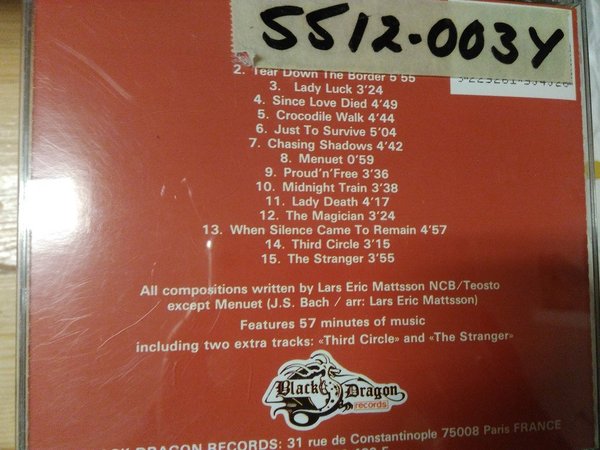 5512-003Y
2. Tear Down The Border 5'55
3. Lady Luck 3'24
4. Since Love Died 4'49
5. Crocodile Walk 4'44
6. Just To Survive 5'04
7. Chasing Shadows 4'42
8. Menuet 0'59
9. Proud'n'Free 3'36
10. Midnight Train 3'38
11. Lady Death 4'17
12. The Magician 3'24
13. When Silence Came To Remain 4'57
14. Third Circle 3'15
15. The Stranger 3'55
All compositions written by Lars Eric Mattsson NCB/Teosto
except Menuet (J.S. Bach / arr: Lars Eric Mattsson)
Features 57 minutes of music
including two extra tracks: «Third Circle» and «The Stranger»
Black Dragon
records
DRAGON RECORDS: 31 rue de Constantinople 75008 Paris FRANCE